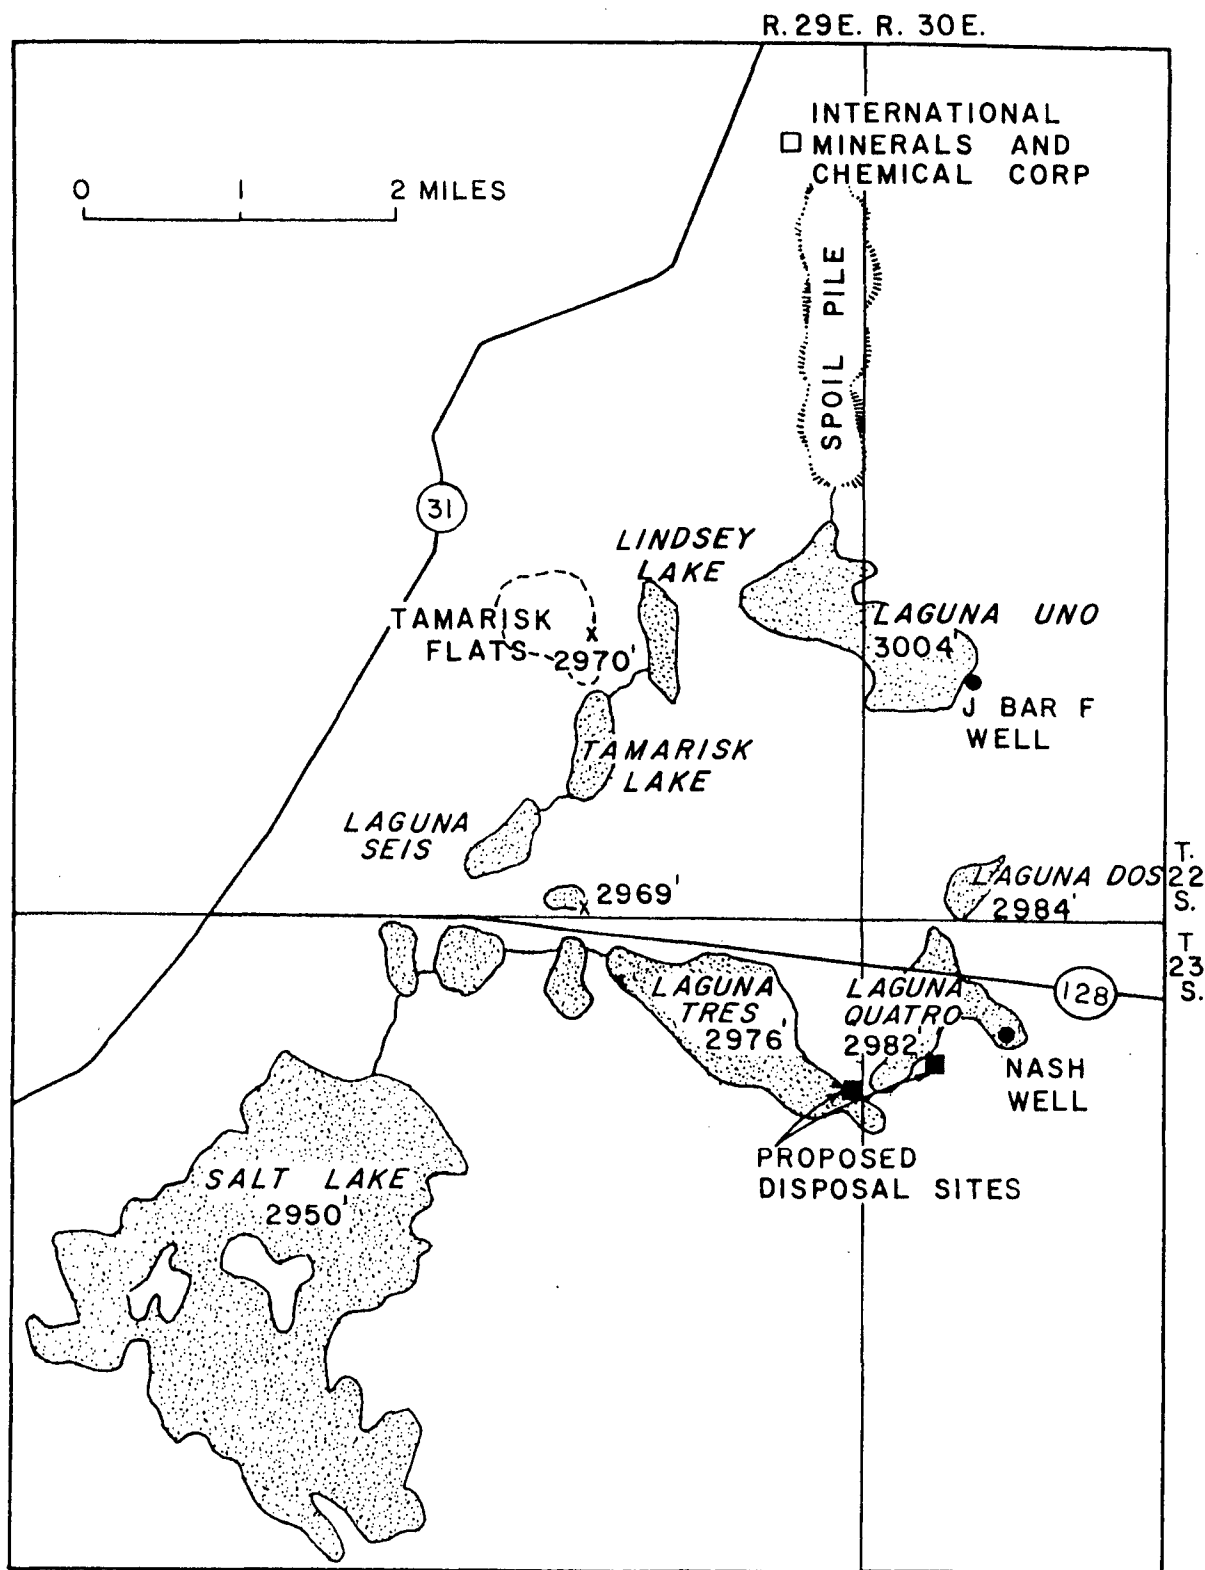 R. 29 E. R. 30 E.
INTERNATIONAL
MINERALS AND
CHEMICAL CORP
0 1 2 MILES
SPOIL PILE
31
LINDSEY
LAKE
TAMARISK
FLATS
2970'
LAGUNA UNO
3004'
J BAR F
WELL
TAMARISK
LAKE
LAGUNA
SEIS
2969'
LAGUNA DOS
2984'
T.
22
S.
T
23
S.
128
LAGUNA
TRES
2976'
LAGUNA
QUATRO
2982'
NASH
WELL
PROPOSED
DISPOSAL SITES
SALT LAKE
2950'